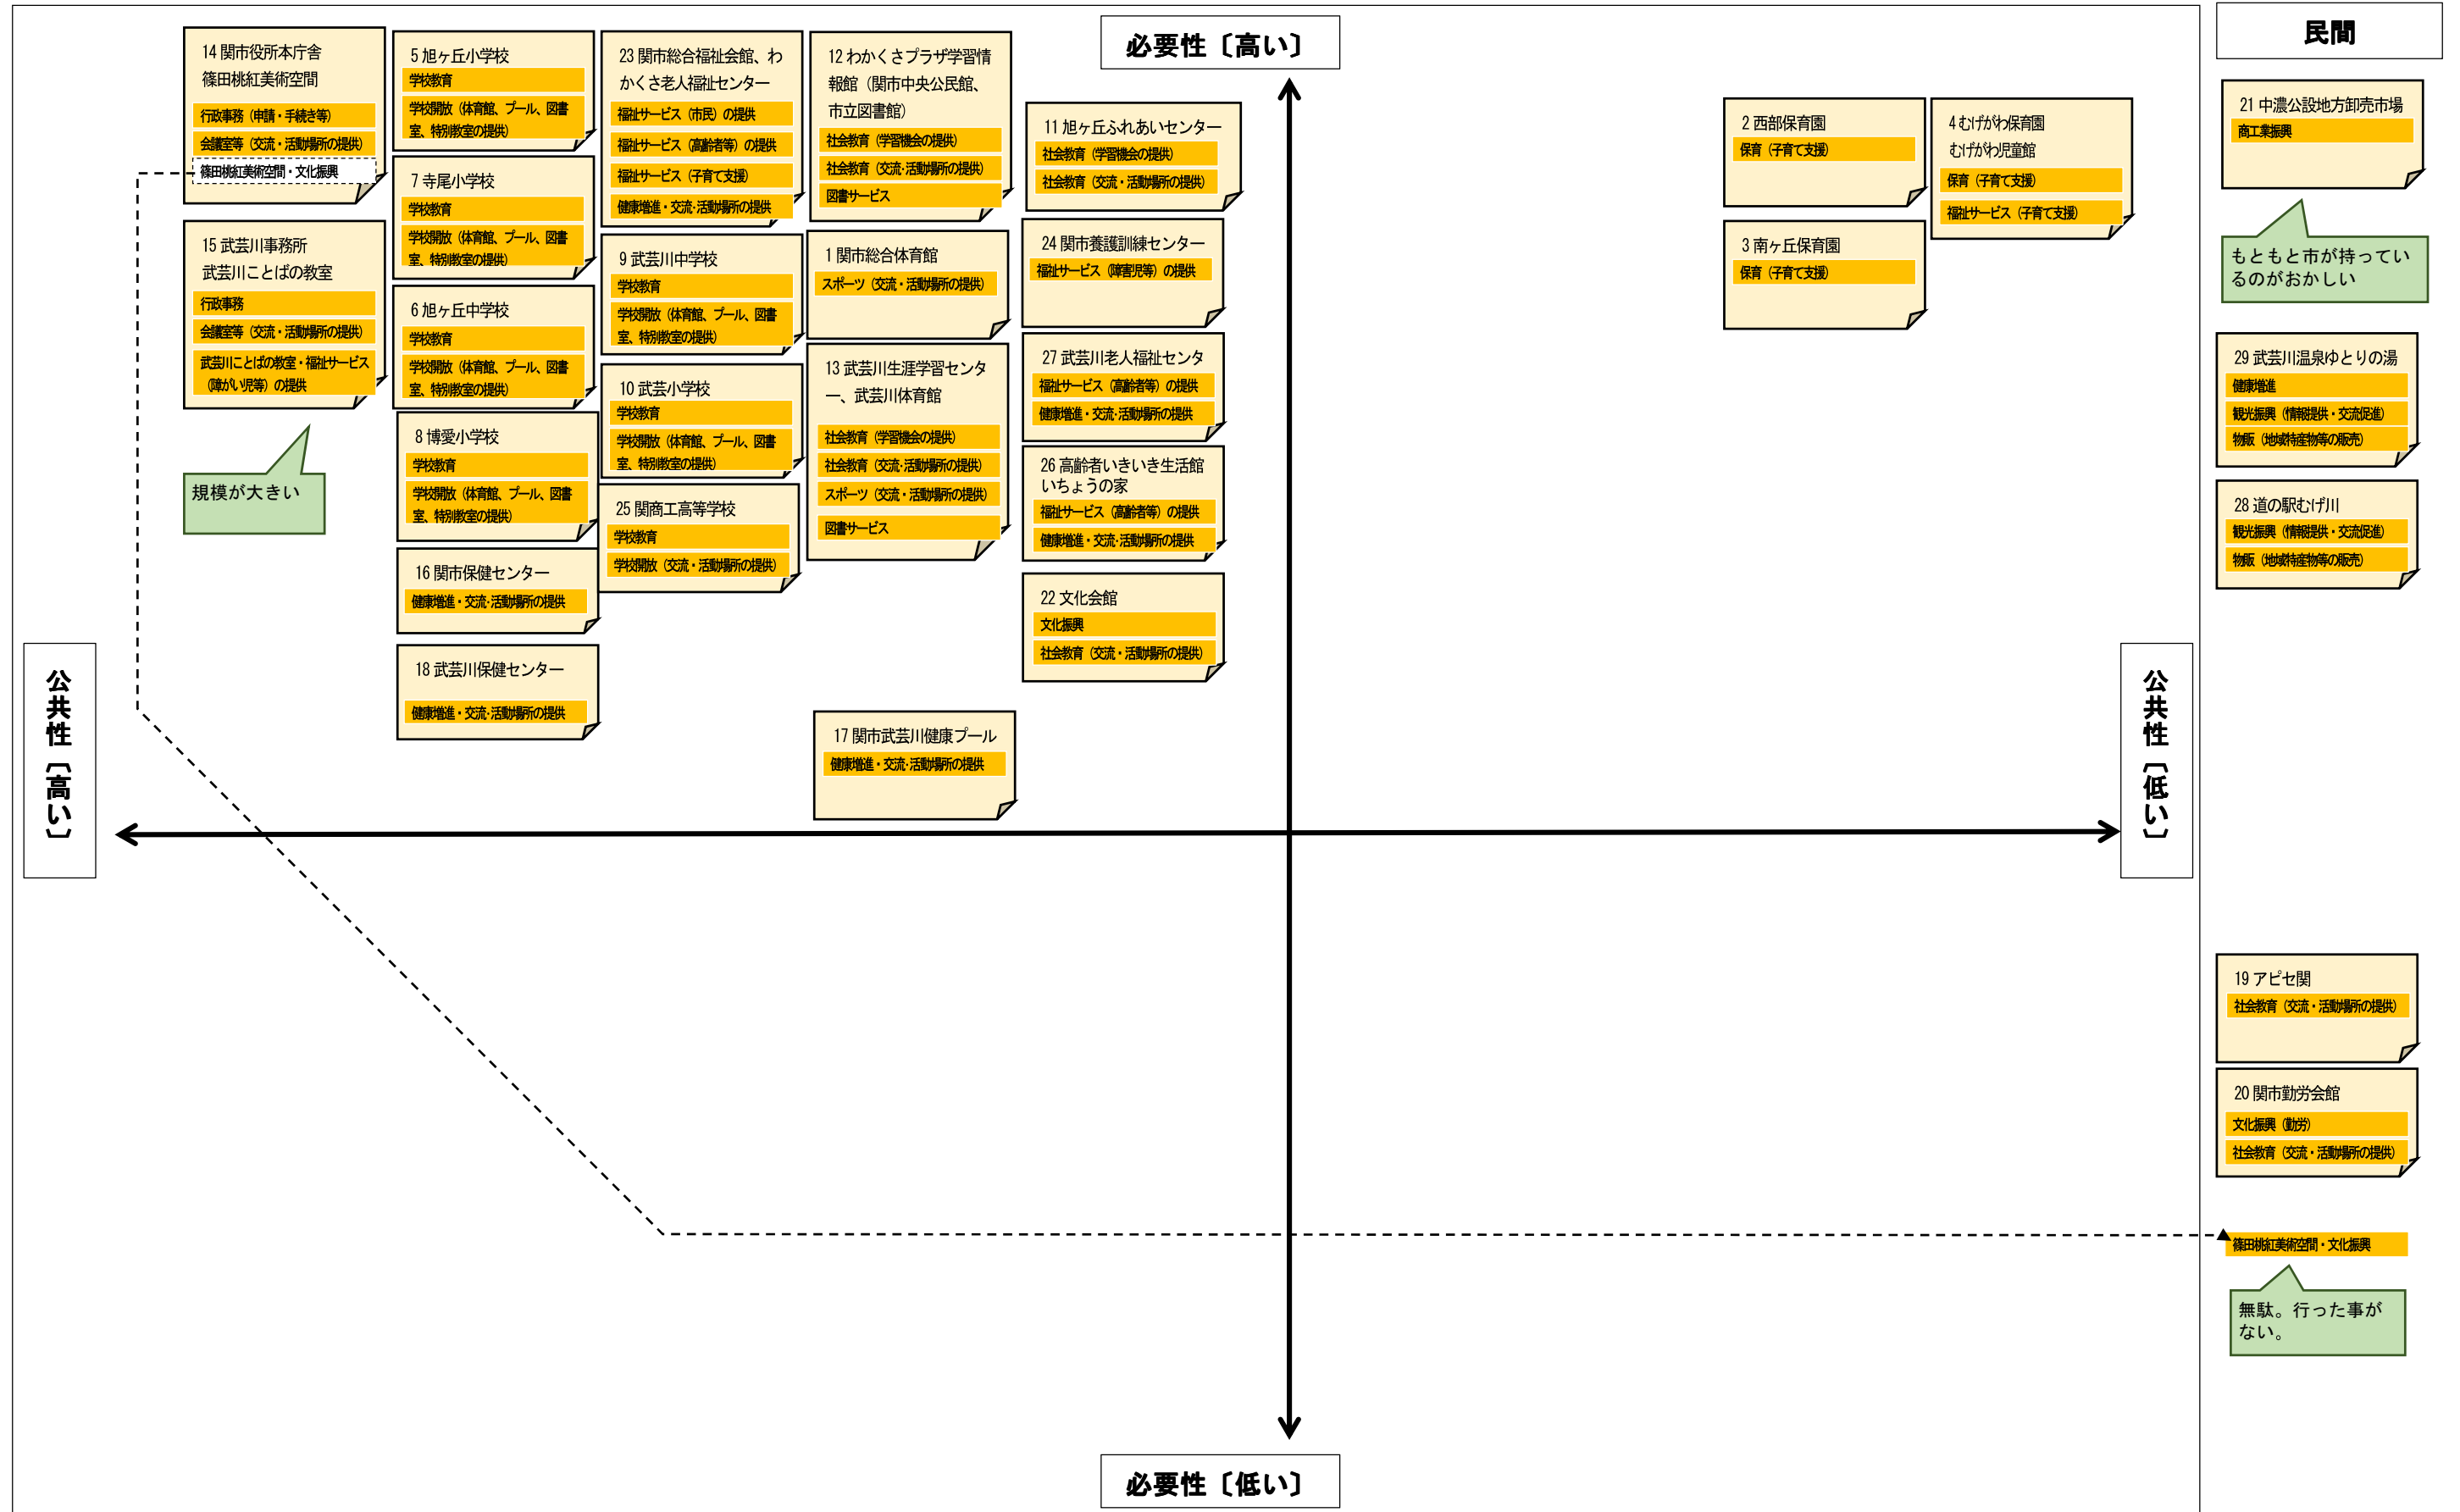 必要性〔高い〕
民間
14 関市役所本庁舎
篠田桃紅美術空間
行政事務（申請・手続き等）
会議室等（交流・活動場所の提供）
篠田桃紅美術空間・文化振興
15 武芸川事務所
武芸川ことばの教室
行政事務
会議室等（交流・活動場所の提供）
武芸川ことばの教室・福祉サービス
（障がい児等）の提供
規模が大きい
5 旭ヶ丘小学校
学校教育
学校開放（体育館、プール、図書
室、特別教室の提供）
7 寺尾小学校
学校教育
学校開放（体育館、プール、図書
室、特別教室の提供）
6 旭ヶ丘中学校
学校教育
学校開放（体育館、プール、図書
室、特別教室の提供）
8 博愛小学校
学校教育
学校開放（体育館、プール、図書
室、特別教室の提供）
16 関市保健センター
健康増進・交流･活動場所の提供
18 武芸川保健センター
健康増進・交流･活動場所の提供
23 関市総合福祉会館、わ
かくさ老人福祉センター
福祉サービス（市民）の提供
福祉サービス（高齢者等）の提供
福祉サービス（子育て支援）
健康増進・交流･活動場所の提供
9 武芸川中学校
学校教育
学校開放（体育館、プール、図書
室、特別教室の提供）
10 武芸小学校
学校教育
学校開放（体育館、プール、図書
室、特別教室の提供）
25 関商工高等学校
学校教育
学校開放（交流・活動場所の提供）
12 わかくさプラザ学習情
報館（関市中央公民館、
市立図書館）
社会教育（学習機会の提供）
社会教育（交流･活動場所の提供）
図書サービス
1 関市総合体育館
スポーツ（交流・活動場所の提供）
13 武芸川生涯学習センタ
ー、武芸川体育館
社会教育（学習機会の提供）
社会教育（交流･活動場所の提供）
スポーツ（交流・活動場所の提供）
図書サービス
17 関市武芸川健康プール
健康増進・交流･活動場所の提供
11 旭ヶ丘ふれあいセンター
社会教育（学習機会の提供）
社会教育（交流・活動場所の提供）
24 関市養護訓練センター
福祉サービス（障害児等）の提供
27 武芸川老人福祉センタ
福祉サービス（高齢者等）の提供
健康増進・交流･活動場所の提供
26 高齢者いきいき生活館
いちょうの家
福祉サービス（高齢者等）の提供
健康増進・交流･活動場所の提供
22 文化会館
文化振興
社会教育（交流・活動場所の提供）
2 西部保育園
保育（子育て支援）
3 南ヶ丘保育園
保育（子育て支援）
4 むげがわ保育園
むげがわ児童館
保育（子育て支援）
福祉サービス（子育て支援）
21 中濃公設地方卸売市場
商工業振興
もともと市が持ってい
るのがおかしい
29 武芸川温泉ゆとりの湯
健康増進
観光振興（情報提供・交流促進）
物販（地域特産物等の販売）
28 道の駅むげ川
観光振興（情報提供・交流促進）
物販（地域特産物等の販売）
公共性〔高い〕
公共性〔低い〕
19 アピセ関
社会教育（交流・活動場所の提供）
20 関市勤労会館
文化振興（勤労）
社会教育（交流・活動場所の提供）
篠田桃紅美術空間・文化振興
無駄。行った事が
ない。
必要性〔低い〕